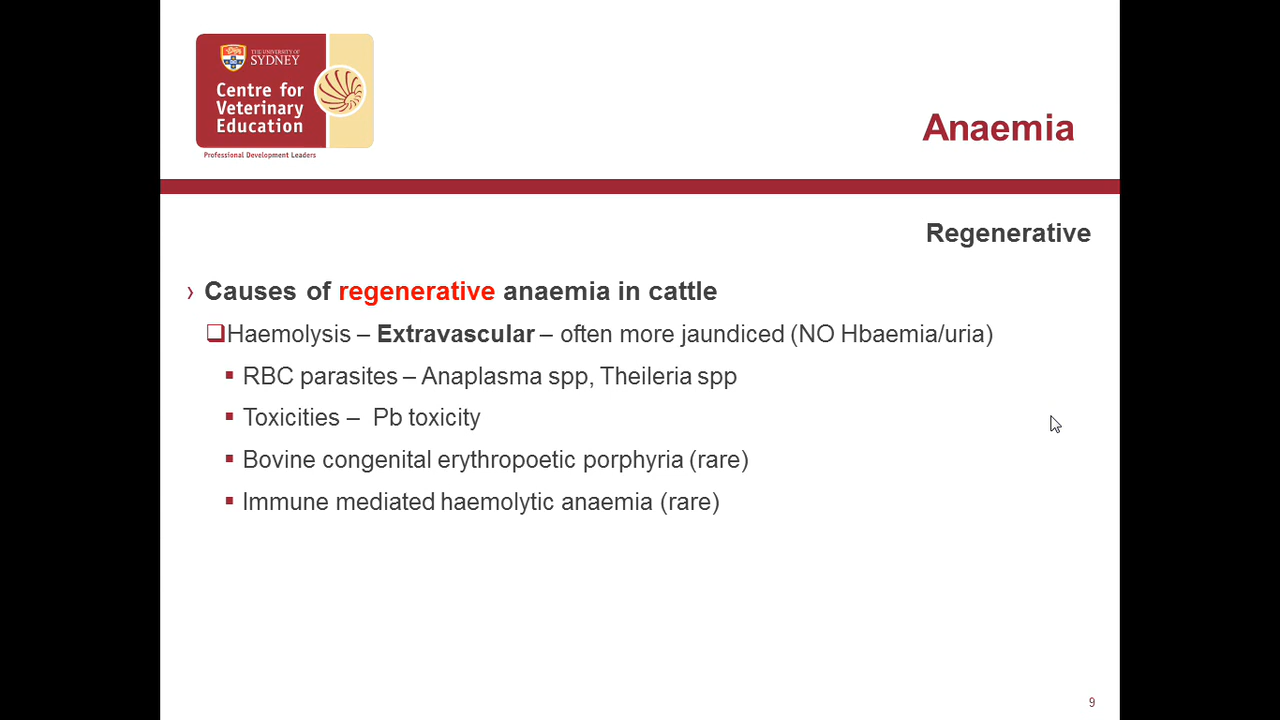 THE UNIVERSITY OF
SYDNEY
Centre for
Veterinary
Education
Professional Development Leaders
Anaemia
Regenerative
› Causes of regenerative anaemia in cattle
❑Haemolysis – Extravascular – often more jaundiced (NO Hbaemia/uria)
▪ RBC parasites – Anaplasma spp, Theileria spp
▪ Toxicities – Pb toxicity
▪ Bovine congenital erythropoetic porphyria (rare)
▪ Immune mediated haemolytic anaemia (rare)
9